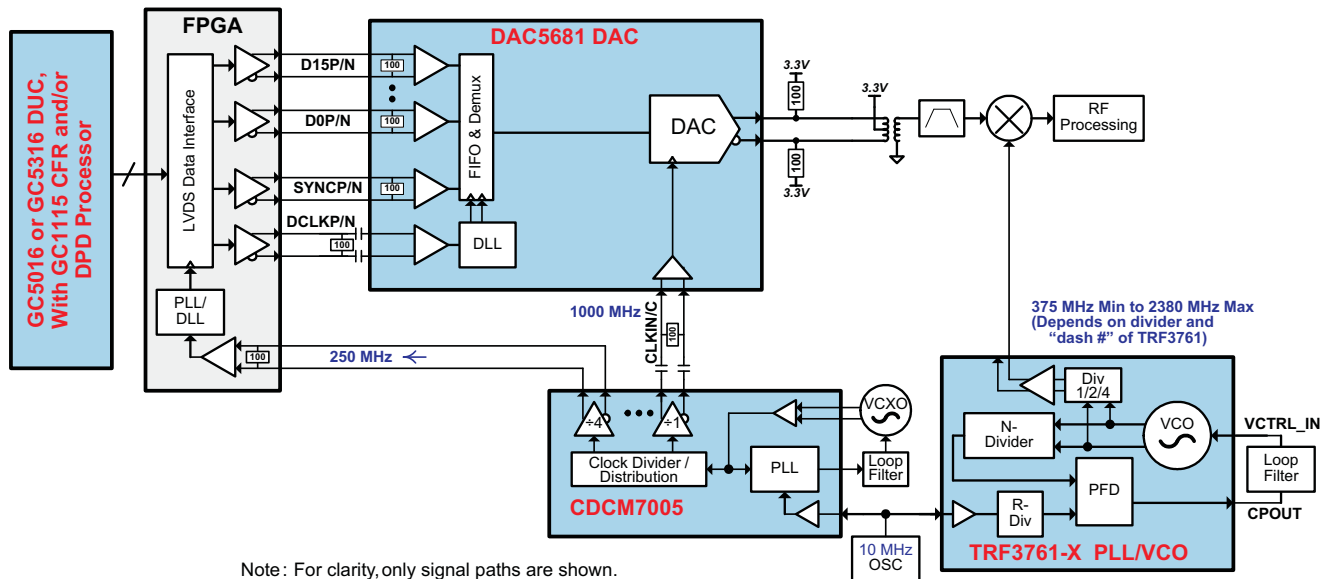 GC5016 or GC5316 DUC,
With GC1115 CFR and/or
DPD Processor
FPGA
LVDS Data Interface
PLL/
DLL
100
250 MHz
D15P/N
100
D0P/N
100
SYNCP/N
100
DCLKP/N
100
DAC5681 DAC
FIFO & Demux
DLL
DAC
3.3V
100
100
3.3V
3.3V
RF
Processing
1000 MHz
CLKIN/C
100
÷4
÷1
Clock Divider /
Distribution
PLL
VCXO
Loop
Filter
CDCM7005
10 MHz
OSC
375 MHz Min to 2380 MHz Max
(Depends on divider and
“dash #” of TRF3761)
Div
1/2/4
N-
Divider
VCO
PFD
R-
Div
VCTRL_IN
Loop
Filter
CPOUT
TRF3761-X PLL/VCO
Note: For clarity, only signal paths are shown.